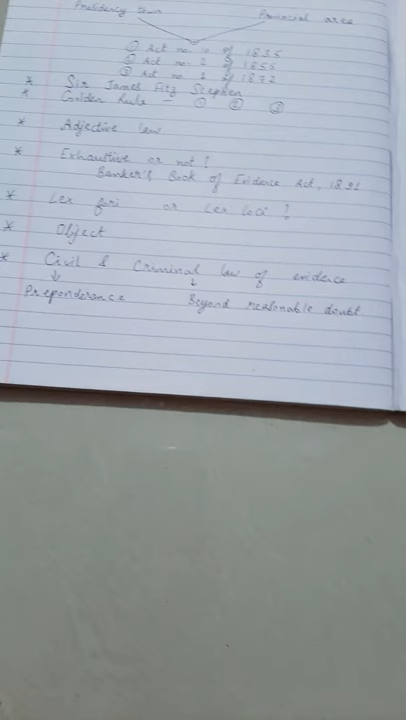 Presidency town Provincial area
① Act no. 10 of 1835
② Act no. 2 of 1855
③ Act no. 1 of 1872
* Sir James Fitz Stephen
* Golden Rule - ① ② ③
* Adjective law
* Exhaustive or not?
Banker's Book of Evidence Act, 1891
* Lex fori or Lex loci?
* Object
* Civil & Criminal law of evidence
↓ ↓
Preponderance Beyond reasonable doubt